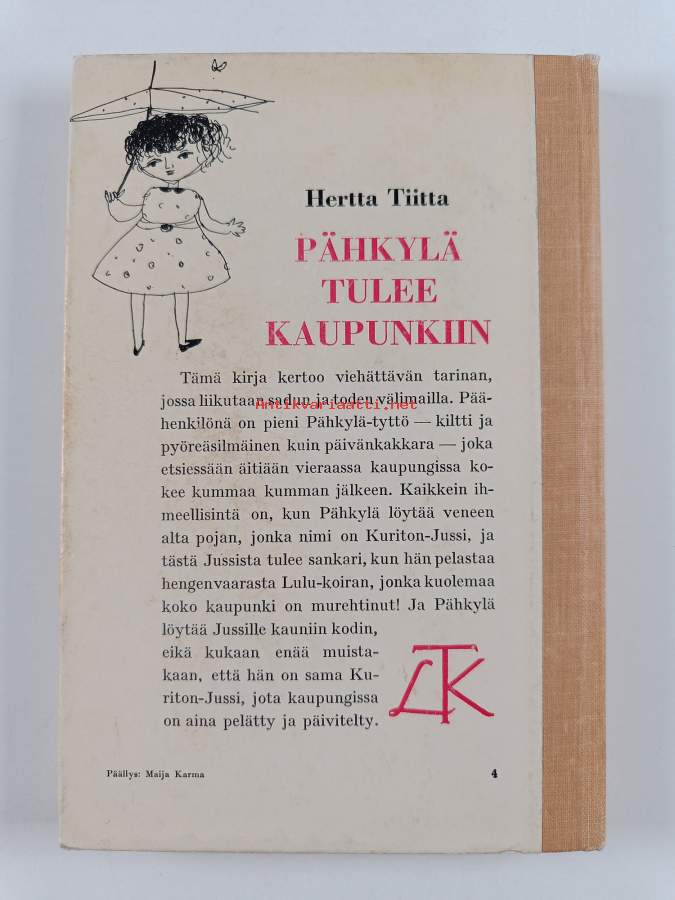 Hertta Tiitta
PÄHKYLÄ
TULEE
KAUPUNKIIN
Tämä kirja kertoo viehättävän tarinan,
jossa liikutaan sadun ja toden välimailla. Pää-
Antikvariaatti.net
henkilönä on pieni Pähkylä-tyttö — kiltti ja
pyöreäsilmäinen kuin päivänkakkara — joka
etsiessään äitiään vieraassa kaupungissa ko-
kee kummaa kumman jälkeen. Kaikkein ih-
meellisintä on, kun Pähkylä löytää veneen
alta pojan, jonka nimi on Kuriton-Jussi, ja
tästä Jussista tulee sankari, kun hän pelastaa
hengenvaarasta Lulu-koiran, jonka kuolemaa
koko kaupunki on murehtinut! Ja Pähkylä
löytää Jussille kauniin kodin,
eikä kukaan enää muista-
kaan, että hän on sama Ku-
riton-Jussi, jota kaupungissa
on aina pelätty ja päivitelty.
LTK
Päällys: Maija Karma
4